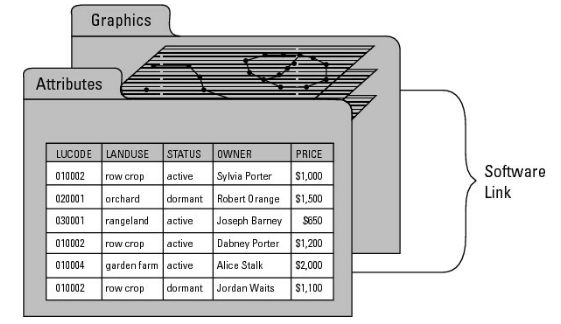 Graphics
Attributes
LUCODE LANDUSE STATUS OWNER PRICE
010002 row crop active Sylvia Porter $1,000
020001 orchard dormant Robert Orange $1,500
030001 rangeland active Joseph Barney $650
010002 row crop active Dabney Porter $1,200
010004 garden farm active Alice Stalk $2,000
010002 row crop dormant Jordan Waits $1,100
Software
Link